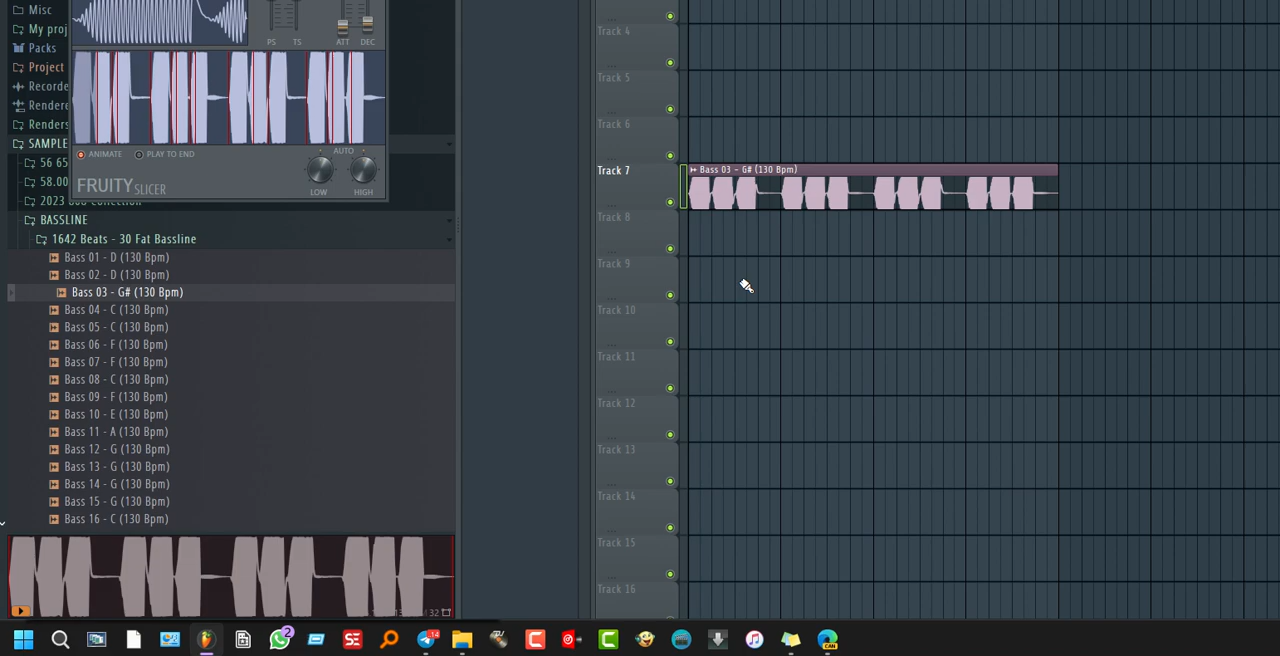 Misc
My proj
Packs
Project
Recorde
Rendere
Renders
SAMPLE
56 65
58.00
BASSLINE
1642 Beats - 30 Fat Bassline
Bass 01 - D (130 Bpm)
Bass 02 - D (130 Bpm)
Bass 03 - G# (130 Bpm)
Bass 04 - C (130 Bpm)
Bass 05 - C (130 Bpm)
Bass 06 - F (130 Bpm)
Bass 07 - F (130 Bpm)
Bass 08 - C (130 Bpm)
Bass 09 - F (130 Bpm)
Bass 10 - E (130 Bpm)
Bass 11 - A (130 Bpm)
Bass 12 - G (130 Bpm)
Bass 13 - G (130 Bpm)
Bass 14 - G (130 Bpm)
Bass 15 - G (130 Bpm)
Bass 16 - C (130 Bpm)
PS TS ATT DEC
ANIMATE PLAY TO END AUTO
LOW HIGH
FRUITY SLICER
Track 4
Track 5
Track 6
Track 7
Bass 03 - G# (130 Bpm)
Track 8
Track 9
Track 10
Track 11
Track 12
Track 13
Track 14
Track 15
Track 16
32
2
SE
14
C
C
CAN